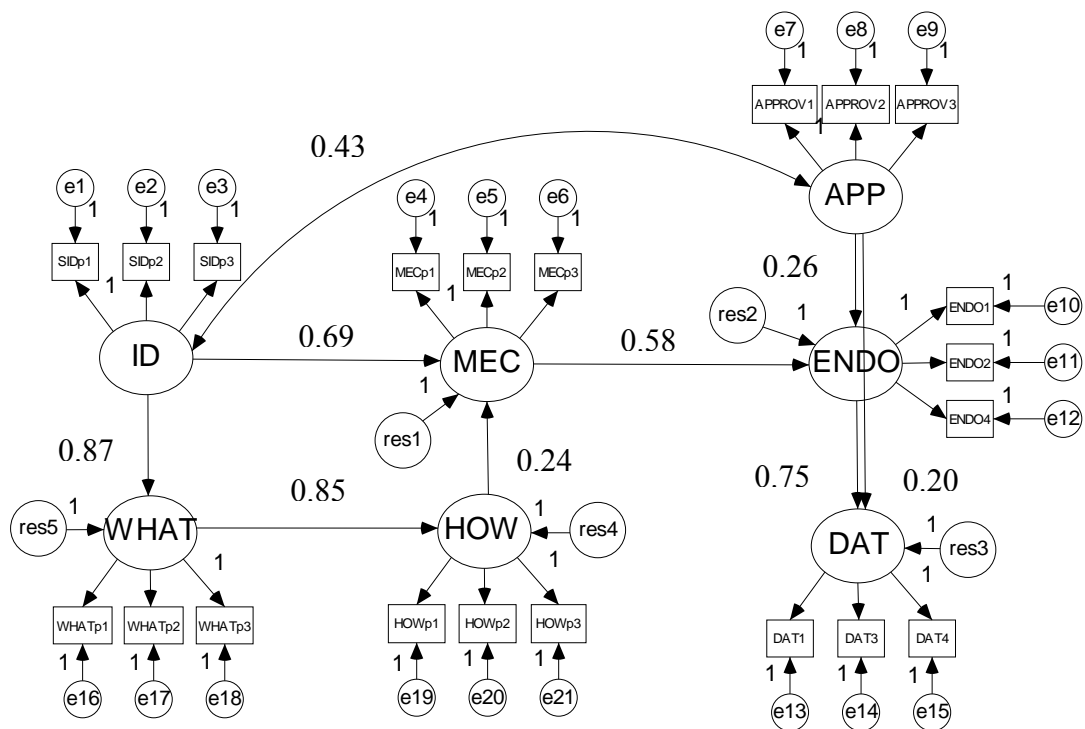 e7 e8 e9
1 1 1
APPROV1 APPROV2 APPROV3
1
0.43
APP
e1 e2 e3
1 1 1
e4 e5 e6
1 1 1
SIDp1 SIDp2 SIDp3
MECp1 MECp2 MECp3
1
1
0.26
res2
1
1
ENDO1
1
e10
ID
0.69
MEC
0.58
ENDO
ENDO2
1
e11
1
res1
ENDO4
1
e12
0.87
0.24
0.75
0.20
0.85
res5
1
WHAT
HOW
1
res4
DAT
1
res3
1
1
1
WHATp1 WHATp2 WHATp3
HOWp1 HOWp2 HOWp3
DAT1 DAT3 DAT4
1 1 1
1 1 1
1 1 1
e16 e17 e18
e19 e20 e21
e13 e14 e15